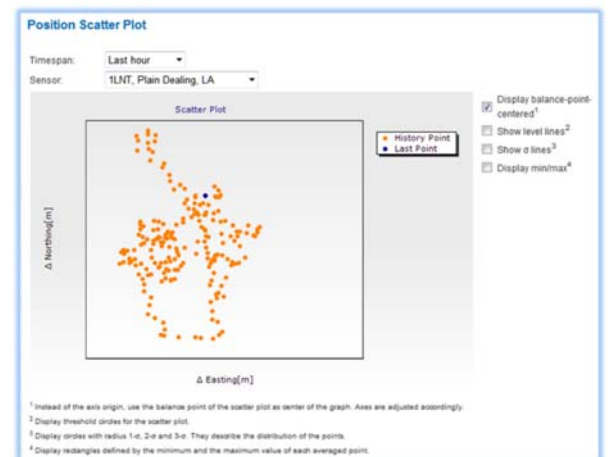 Position Scatter Plot
Timespan: Last hour
Sensor: 1LNT, Plain Dealing, LA
Scatter Plot
History Point
Last Point
Δ Northing[m]
Δ Easting[m]
Display balance-point-
centered¹
Show level lines²
Show σ lines³
Display min/max⁴
¹ Instead of the axis origin, use the balance point of the scatter plot as center of the graph. Axes are adjusted accordingly.
² Display threshold circles for the scatter plot.
³ Display circles with radius 1-σ, 2-σ and 3-σ. They describe the distribution of the points.
⁴ Display rectangles defined by the minimum and the maximum value of each averaged point.